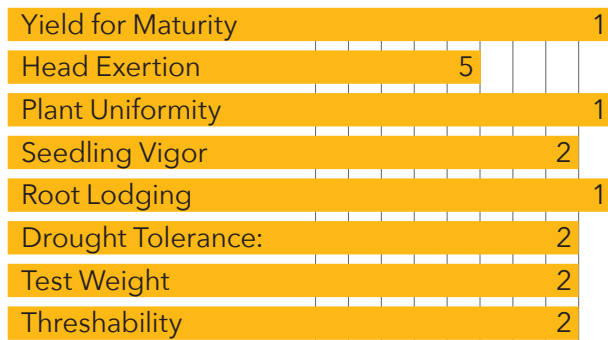 Yield for Maturity 1
Head Exertion 5
Plant Uniformity 1
Seedling Vigor 2
Root Lodging 1
Drought Tolerance: 2
Test Weight 2
Threshability 2